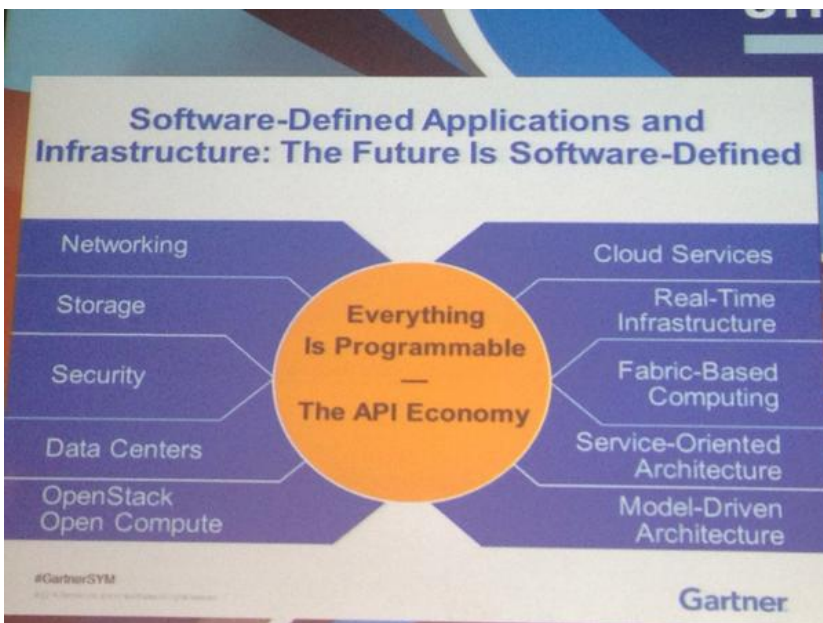 Software-Defined Applications and
Infrastructure: The Future Is Software-Defined
Networking
Storage
Security
Data Centers
OpenStack
Open Compute
Everything
Is Programmable
—
The API Economy
Cloud Services
Real-Time
Infrastructure
Fabric-Based
Computing
Service-Oriented
Architecture
Model-Driven
Architecture
#GartnerSYM
Gartner